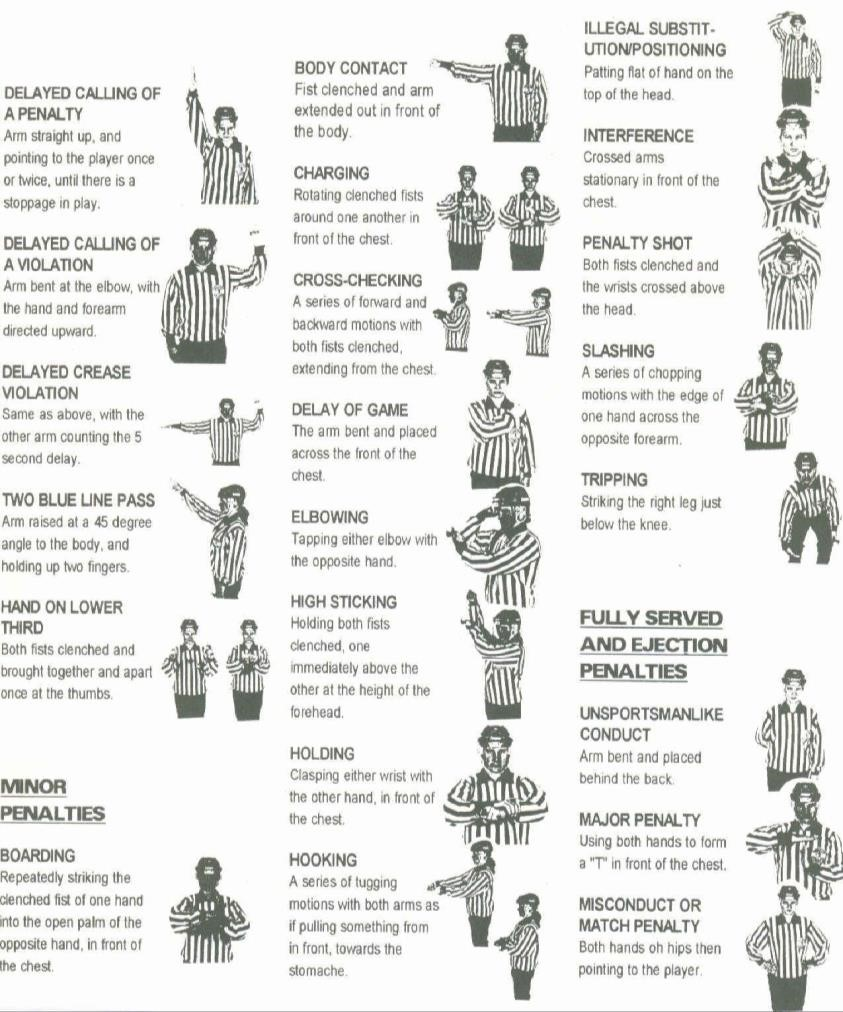 DELAYED CALLING OF
A PENALTY
Arm straight up, and
pointing to the player once
or twice, until there is a
stoppage in play.
DELAYED CALLING OF
A VIOLATION
Arm bent at the elbow, with
the hand and forearm
directed upward.
DELAYED CREASE
VIOLATION
Same as above, with the
other arm counting the 5
second delay.
TWO BLUE LINE PASS
Arm raised at a 45 degree
angle to the body, and
holding up two fingers.
HAND ON LOWER
THIRD
Both fists clenched and
brought together and apart
once at the thumbs.
MINOR
PENALTIES
BOARDING
Repeatedly striking the
clenched fist of one hand
into the open palm of the
opposite hand, in front of
the chest.
BODY CONTACT
Fist clenched and arm
extended out in front of
the body.
CHARGING
Rotating clenched fists
around one another in
front of the chest.
CROSS-CHECKING
A series of forward and
backward motions with
both fists clenched,
extending from the chest.
DELAY OF GAME
The arm bent and placed
across the front of the
chest.
ELBOWING
Tapping either elbow with
the opposite hand.
HIGH STICKING
Holding both fists
clenched, one
immediately above the
other at the height of the
forehead.
HOLDING
Clasping either wrist with
the other hand, in front of
the chest.
HOOKING
A series of tugging
motions with both arms as
if pulling something from
in front, towards the
stomache.
ILLEGAL SUBSTIT-
UTION/POSITIONING
Patting flat of hand on the
top of the head.
INTERFERENCE
Crossed arms
stationary in front of the
chest.
PENALTY SHOT
Both fists clenched and
the wrists crossed above
the head.
SLASHING
A series of chopping
motions with the edge of
one hand across the
opposite forearm.
TRIPPING
Striking the right leg just
below the knee.
FULLY SERVED
AND EJECTION
PENALTIES
UNSPORTSMANLIKE
CONDUCT
Arm bent and placed
behind the back.
MAJOR PENALTY
Using both hands to form
a "T" in front of the chest.
MISCONDUCT OR
MATCH PENALTY
Both hands oh hips then
pointing to the player.